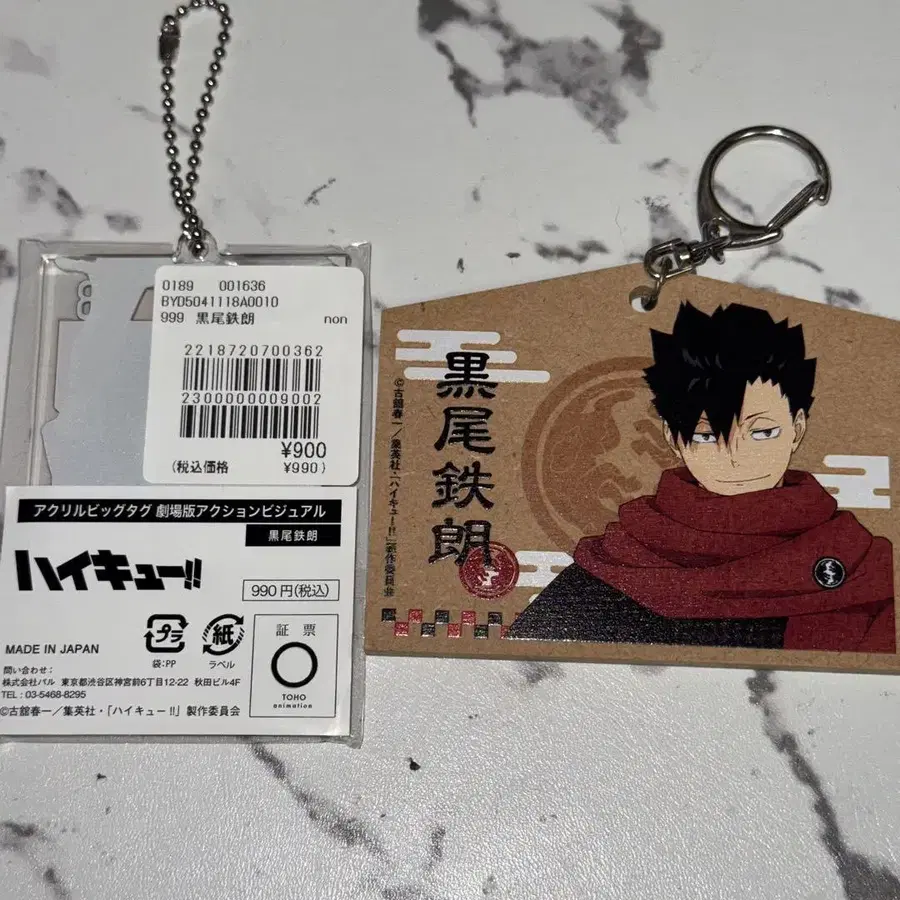 0189 001636
BYD5041118A0010
999 黒尾鉄朗 non
2218720700362
2300000009002
¥900
(税込価格 ¥990)
アクリルビッグタグ 劇場版アクションビジュアル
黒尾鉄朗
ハイキュー!!
990円(税込)
プラ
袋:PP
紙
ラベル
証票
TOHO
animation
MADE IN JAPAN
問い合わせ:
株式会社パル 東京都渋谷区神宮前6丁目12-22 秋田ビル4F
TEL : 03-5468-8295
©古舘春一/集英社・「ハイキュー!!」製作委員会
黒尾鉄朗
©古舘春一/集英社・「ハイキュー!!」製作委員会